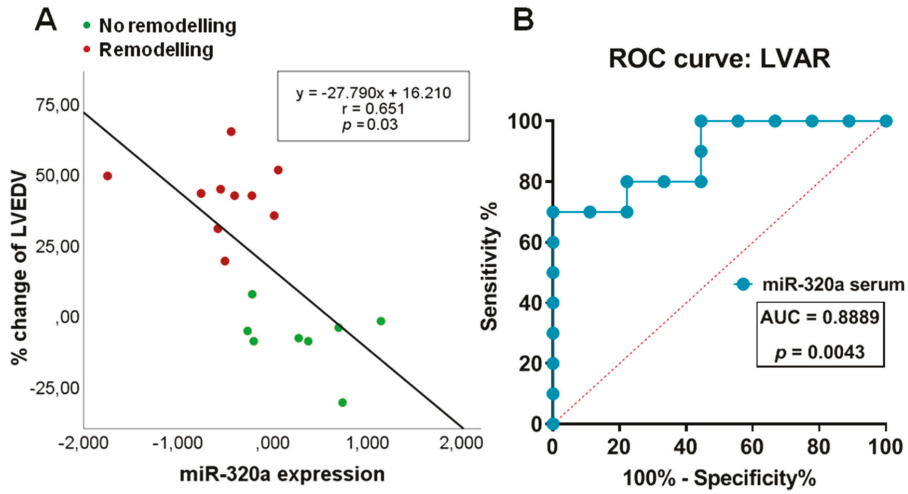 A
No remodelling
Remodelling
y = -27.790x + 16.210
r = 0.651
p = 0.03
% change of LVEDV
75,00
50,00
25,00
,00
-25,00
-2,000 -1,000 ,000 1,000 2,000
miR-320a expression
B
ROC curve: LVAR
Sensitivity %
100
80
60
40
20
0
miR-320a serum
AUC = 0.8889
p = 0.0043
0 20 40 60 80 100
100% - Specificity%